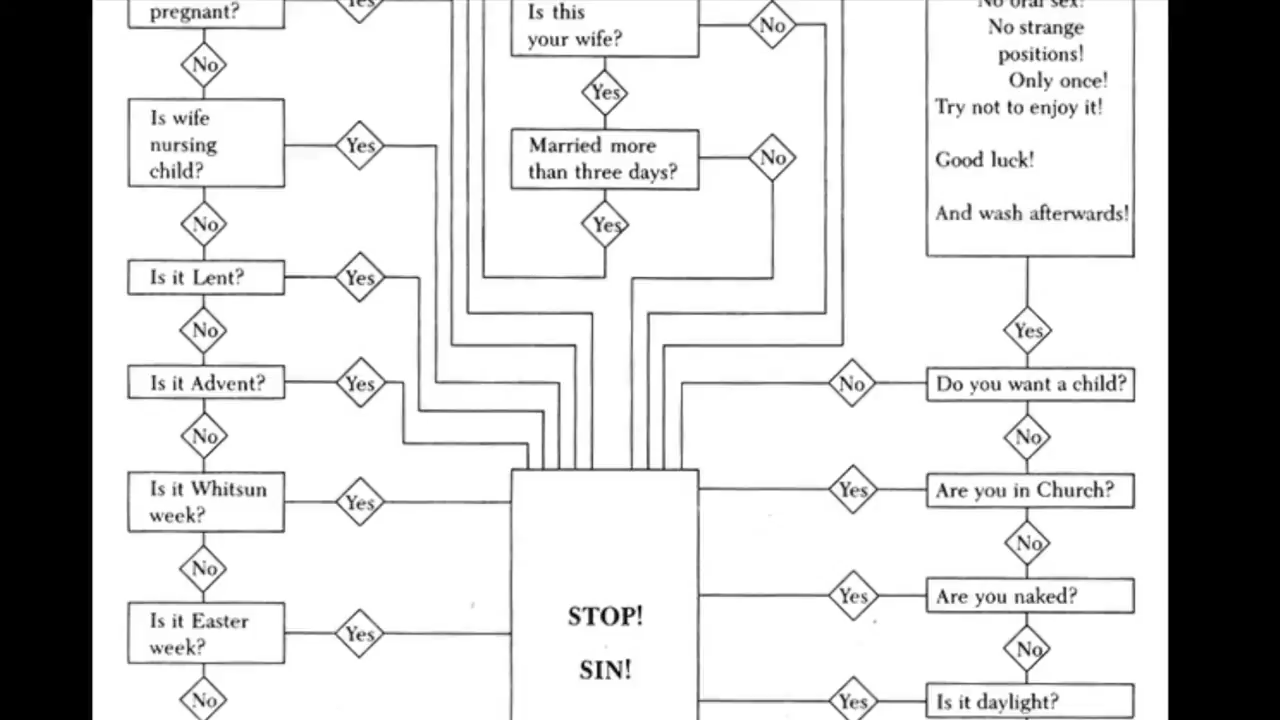 pregnant?
Yes
No
Is wife
nursing
child?
Yes
No
Is it Lent?
Yes
No
Is it Advent?
Yes
No
Is it Whitsun
week?
Yes
No
Is it Easter
week?
Yes
No
Is this
your wife?
No
Yes
Married more
than three days?
No
Yes
STOP!
SIN!
No oral sex!
No strange
positions!
Only once!
Try not to enjoy it!
Good luck!
And wash afterwards!
Yes
Do you want a child?
No
No
Are you in Church?
Yes
No
Are you naked?
Yes
No
Is it daylight?
Yes